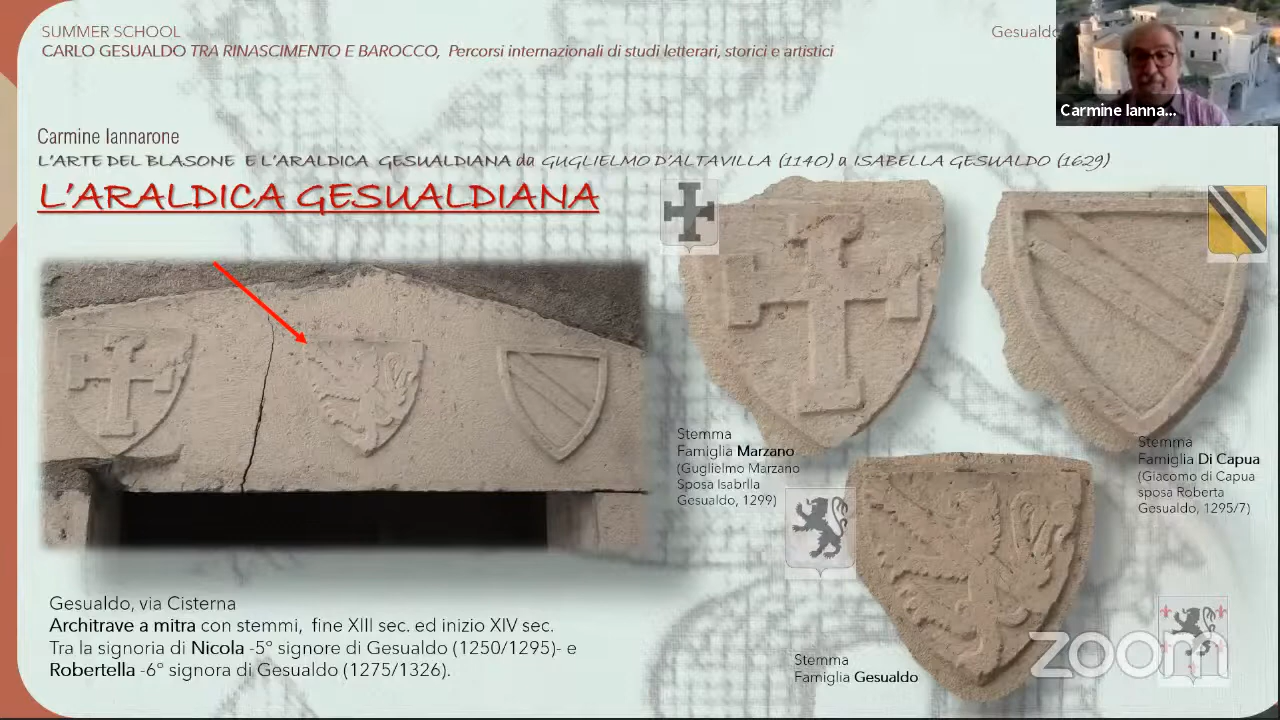 SUMMER SCHOOL
CARLO GESUALDO TRA RINASCIMENTO E BAROCCO, Percorsi internazionali di studi letterari, storici e artistici
Gesualdo
Carmine Ianna...
Carmine Iannarone
L'ARTE DEL BLASONE E L'ARALDICA GESUALDIANA da GUGLIELMO D'ALTAVILLA (1140) a ISABELLA GESUALDO (1629)
L'ARALDICA GESUALDIANA
Stemma
Famiglia Marzano
(Guglielmo Marzano
Sposa Isabrlla
Gesualdo, 1299)
Stemma
Famiglia Di Capua
(Giacomo di Capua
sposa Roberta
Gesualdo, 1295/7)
Gesualdo, via Cisterna
Architrave a mitra con stemmi, fine XIII sec. ed inizio XIV sec.
Tra la signoria di Nicola -5° signore di Gesualdo (1250/1295)- e
Robertella -6° signora di Gesualdo (1275/1326).
Stemma
Famiglia Gesualdo
zoom